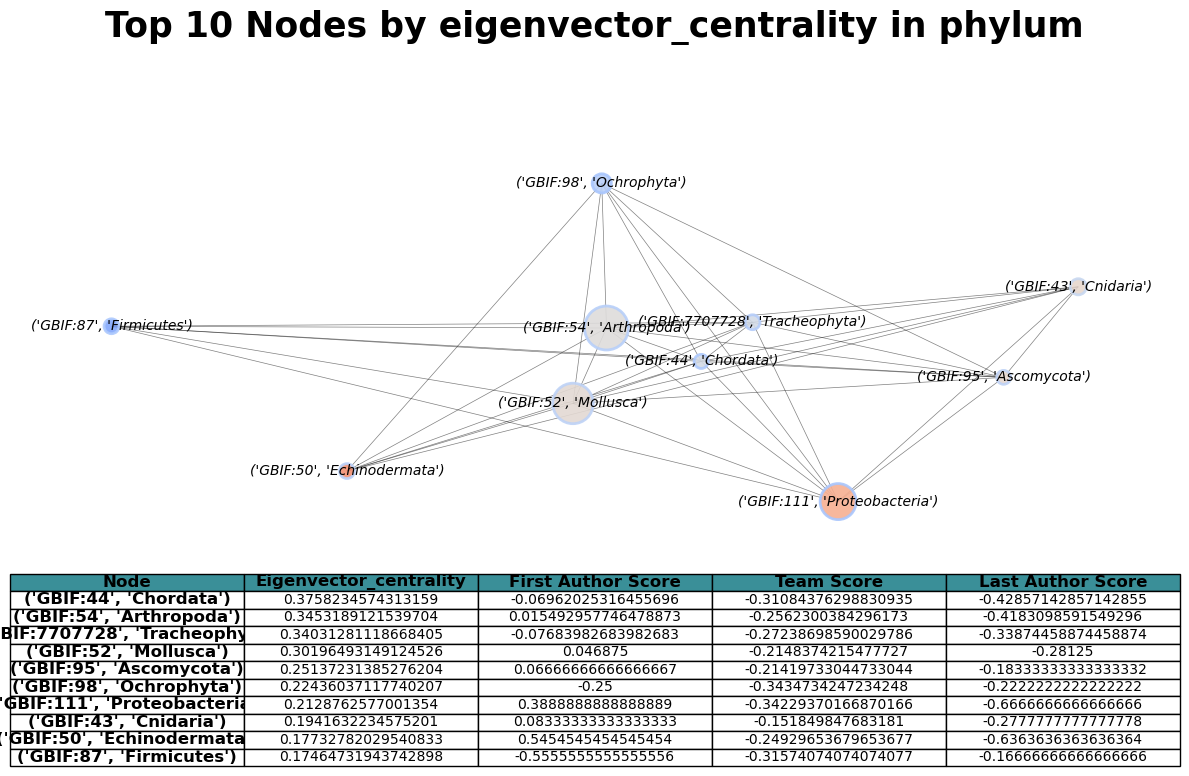 Top 10 Nodes by eigenvector_centrality in phylum
('GBIF:98', 'Ochrophyta')
('GBIF:43', 'Cnidaria')
('GBIF:87', 'Firmicutes')
('GBIF:54', 'Arthropoda')
('GBIF:7707728', 'Tracheophyta')
('GBIF:44', 'Chordata')
('GBIF:95', 'Ascomycota')
('GBIF:52', 'Mollusca')
('GBIF:50', 'Echinodermata')
('GBIF:111', 'Proteobacteria')
Node Eigenvector_centrality First Author Score Team Score Last Author Score
('GBIF:44', 'Chordata') 0.3758234574313159 -0.06962025316455696 -0.31084376298830935 -0.42857142857142855
('GBIF:54', 'Arthropoda') 0.3453189121539704 0.015492957746478873 -0.2562300384296173 -0.4183098591549296
BIF:7707728', 'Tracheophy 0.34031281118668405 -0.07683982683982683 -0.27238698590029786 -0.33874458874458874
('GBIF:52', 'Mollusca') 0.30196493149124526 0.046875 -0.2148374215477727 -0.28125
('GBIF:95', 'Ascomycota') 0.25137231385276204 0.06666666666666667 -0.21419733044733044 -0.18333333333333332
('GBIF:98', 'Ochrophyta') 0.22436037117740207 -0.25 -0.3434734247234248 -0.2222222222222222
'GBIF:111', 'Proteobacteria 0.2128762577001354 0.3888888888888889 -0.34229370166870166 -0.6666666666666666
('GBIF:43', 'Cnidaria') 0.1941632234575201 0.08333333333333333 -0.151849847683181 -0.2777777777777778
('GBIF:50', 'Echinodermata 0.17732782029540833 0.5454545454545454 -0.24929653679653677 -0.6363636363636364
('GBIF:87', 'Firmicutes') 0.17464731943742898 -0.5555555555555556 -0.31574074074074077 -0.16666666666666666